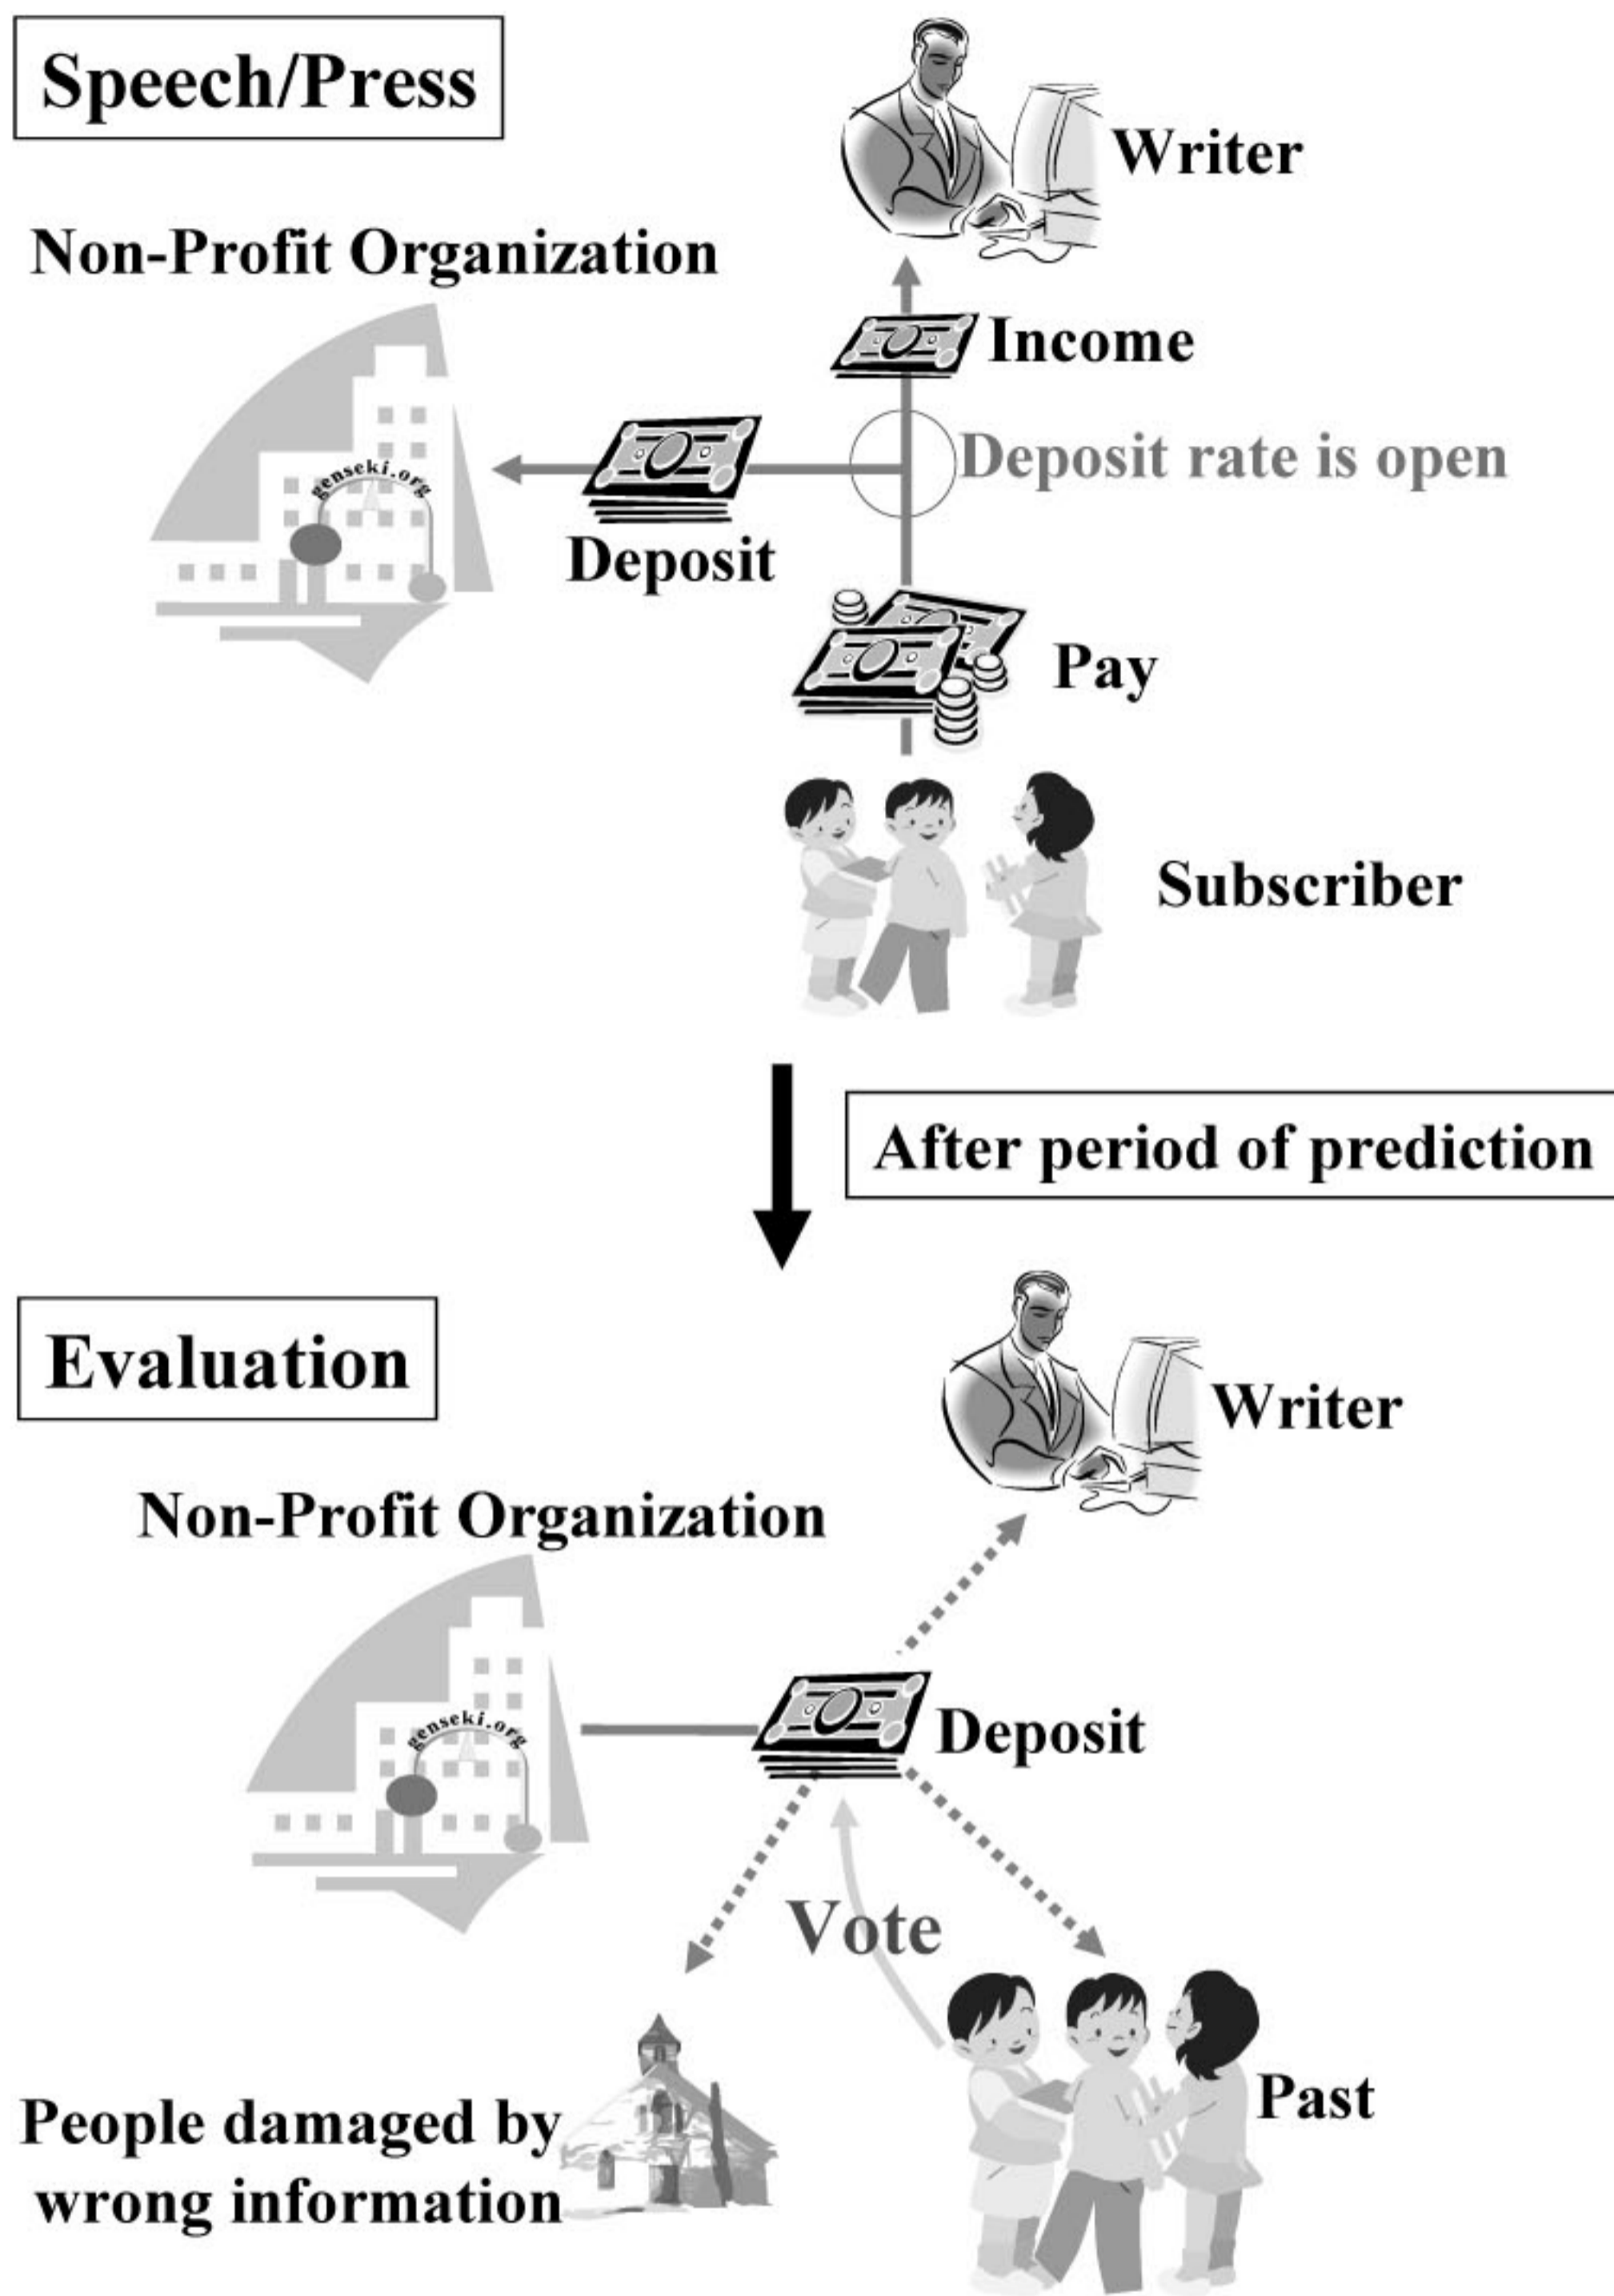 Speech/Press
Writer
Non-Profit Organization
Income
Deposit rate is open
genseki.org
Deposit
Pay
Subscriber
After period of prediction
Evaluation
Writer
Non-Profit Organization
Deposit
genseki.org
Vote
Past
People damaged by
wrong information